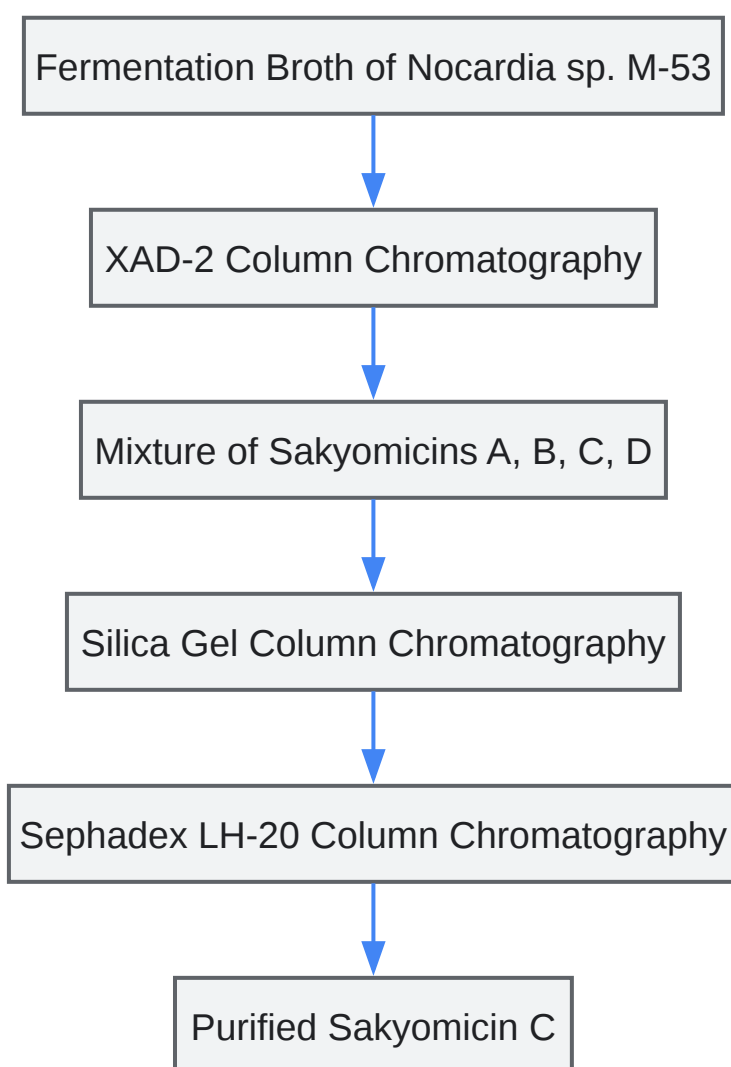 Fermentation Broth of Nocardia sp. M-53
XAD-2 Column Chromatography
Mixture of Sakyomicins A, B, C, D
Silica Gel Column Chromatography
Sephadex LH-20 Column Chromatography
Purified Sakyomicin C